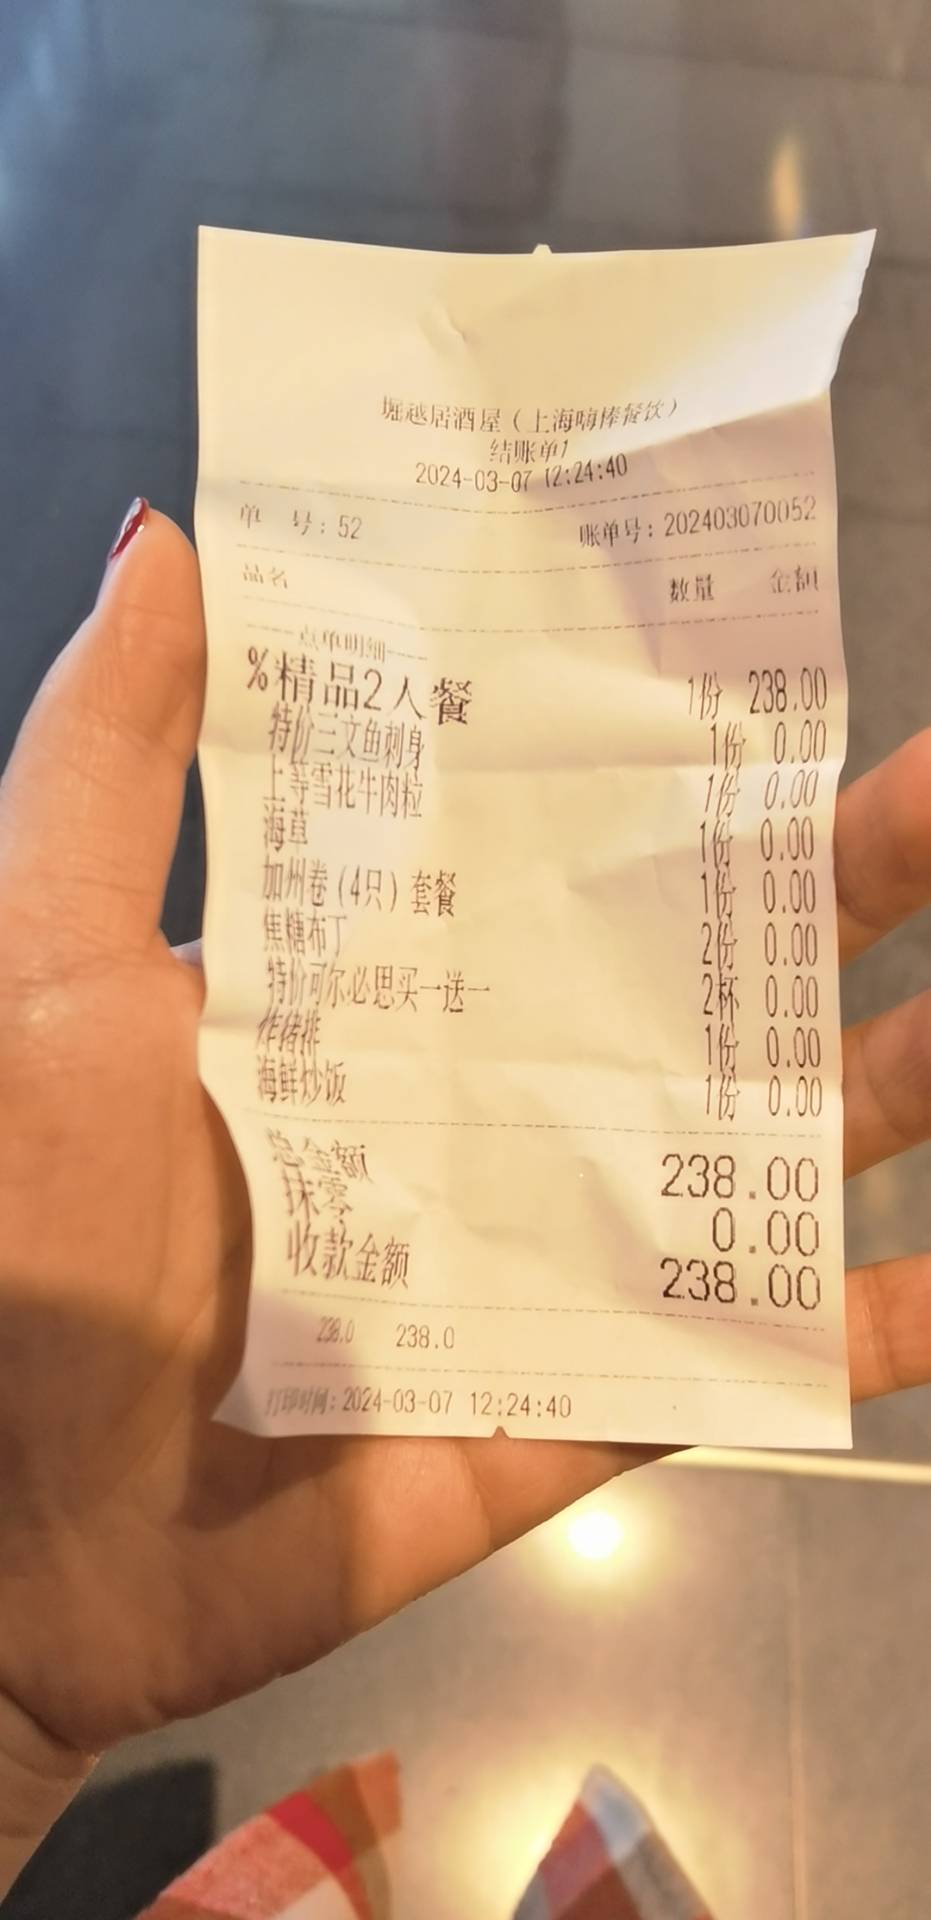 堀越居酒屋（上海嗨棒餐饮）
结账单1
2024-03-07 12:24:40
单 号：52 账单号：202403070052
品名 数量 金额
-----点单明细-----
%精品2人餐 1份 238.00
特价三文鱼刺身 1份 0.00
上等雪花牛肉粒 1份 0.00
海草 1份 0.00
加州卷（4只）套餐 1份 0.00
焦糖布丁 2份 0.00
特价可尔必思买一送一 2杯 0.00
炸猪排 1份 0.00
海鲜炒饭 1份 0.00
总金额 238.00
抹零 0.00
收款金额 238.00
238.0 238.0
打印时间：2024-03-07 12:24:40